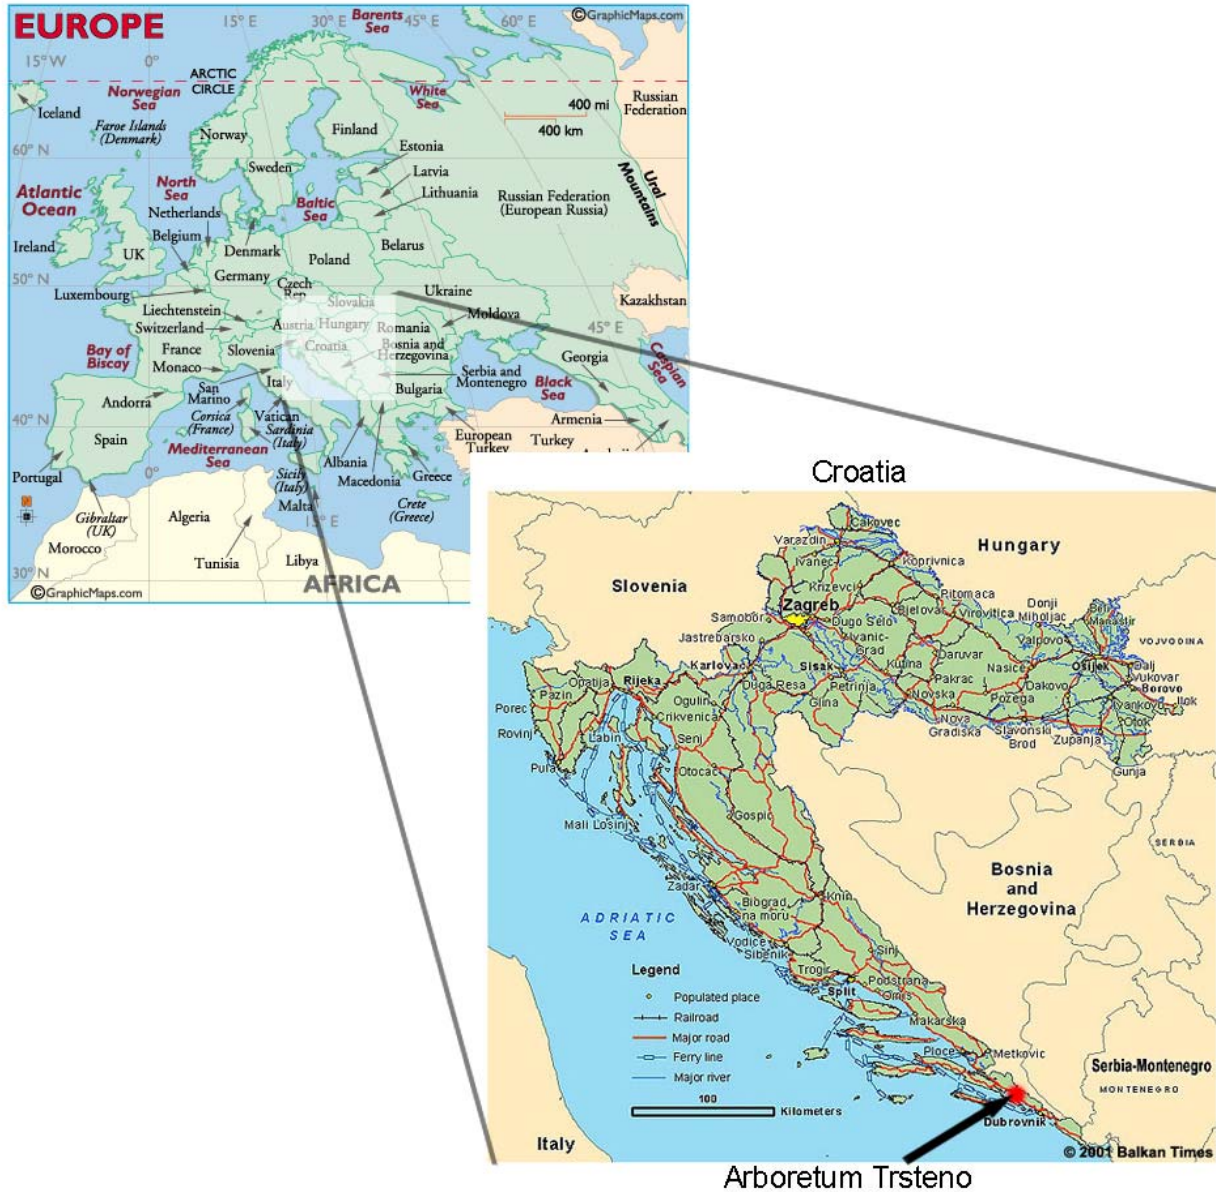 EUROPE
15° E
30° E
Barents
Sea
45° E
60° E
©GraphicMaps.com
15° W
0°
ARCTIC
CIRCLE
Norwegian
Sea
White
Sea
400 mi
400 km
Russian
Federation
Iceland
Faroe Islands
(Denmark)
Norway
Finland
60° N
Sweden
Estonia
Latvia
Lithuania
Ural
Mountains
Atlantic
Ocean
North
Sea
Baltic
Sea
Russian Federation
(European Russia)
Netherlands
Belgium
Ireland
UK
Denmark
Belarus
Poland
Germany
50° N
Czech
Rep
Ukraine
Luxembourg
Slovakia
Kazakhstan
Liechtenstein
Moldova
Switzerland
Austria
Hungary
Romania
45° E
Bay of
Biscay
France
Slovenia
Croatia
Bosnia and
Herzegovina
Georgia
Caspian
Sea
Monaco
San
Marino
Italy
Serbia and
Montenegro
Bulgaria
Black
Sea
Andorra
Corsica
(France)
Vatican
Sardinia
(Italy)
Armenia
40° N
Spain
European
Turkey
Turkey
Mediterranean
Sea
Albania
Macedonia
Greece
Portugal
0°
Sicily
(Italy)
Malta
Crete
(Greece)
Gibraltar
(UK)
Algeria
15° E
Morocco
Tunisia
Libya
30° N
AFRICA
©GraphicMaps.com
Croatia
Cakovec
Varazdin
Hungary
Ivanec
Koprivnica
Slovenia
Krizevci
Pitomaca
Zagreb
Bjelovar
Virovitica
Donji
Miholjac
Beli
Manastir
Samobor
Dugo Selo
Jastrebarsko
Ivanic-
Grad
Valpovo
VOJVODINA
Karlovac
Sisak
Kutina
Daruvar
Nasice
Osijek
Dalj
Vukovar
Opatija
Rijeka
Duga Resa
Petrinja
Pakrac
Dakovo
Borovo
Pazin
Ogulin
Glina
Novska
Pozega
Ivankovo
Ilok
Porec
Crikvenica
Nova
Gradiska
Slavonski
Brod
Zupanja
Otok
Rovinj
Labin
Senj
Pula
Otocac
Gunja
Mali Losinj
Gospic
SERBIA
Bosnia
and
Herzegovina
Zadar
Knin
Biograd
na moru
ADRIATIC
SEA
Vodice
Sibenik
Sinj
Legend
Trogir
Podstrana
Split
Omis
Populated place
Railroad
Makarska
Major road
Ferry line
Ploce
Metkovic
Major river
Serbia-Montenegro
MONTENEGRO
100
Kilometers
Dubrovnik
Italy
© 2001 Balkan Times
Arboretum Trsteno